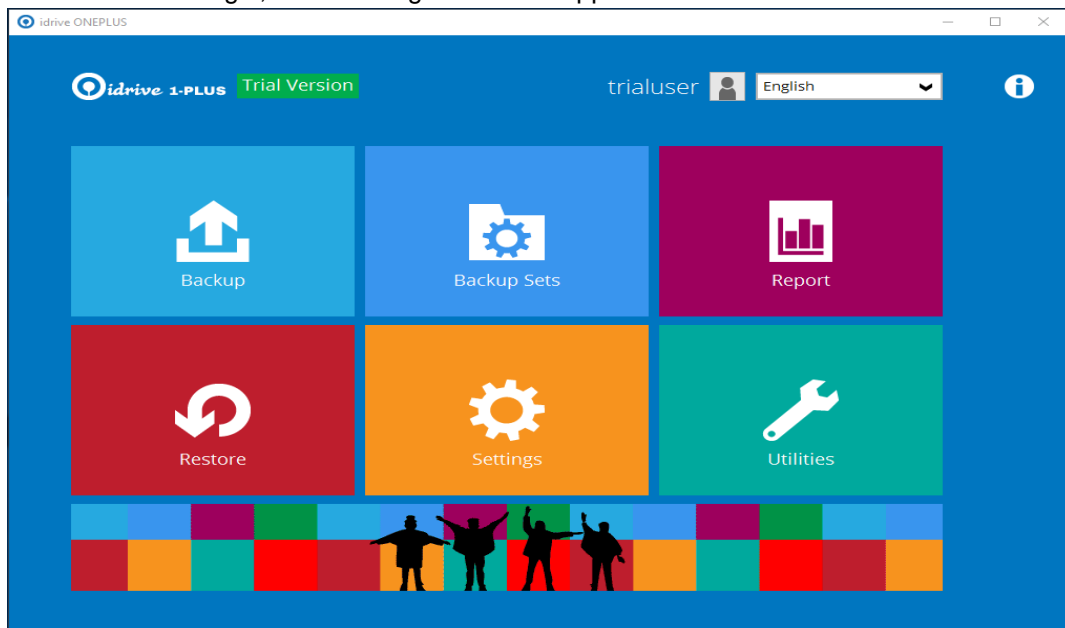 idrive ONEPLUS
idrive 1-PLUS Trial Version trialuser English
Backup Backup Sets Report
Restore Settings Utilities